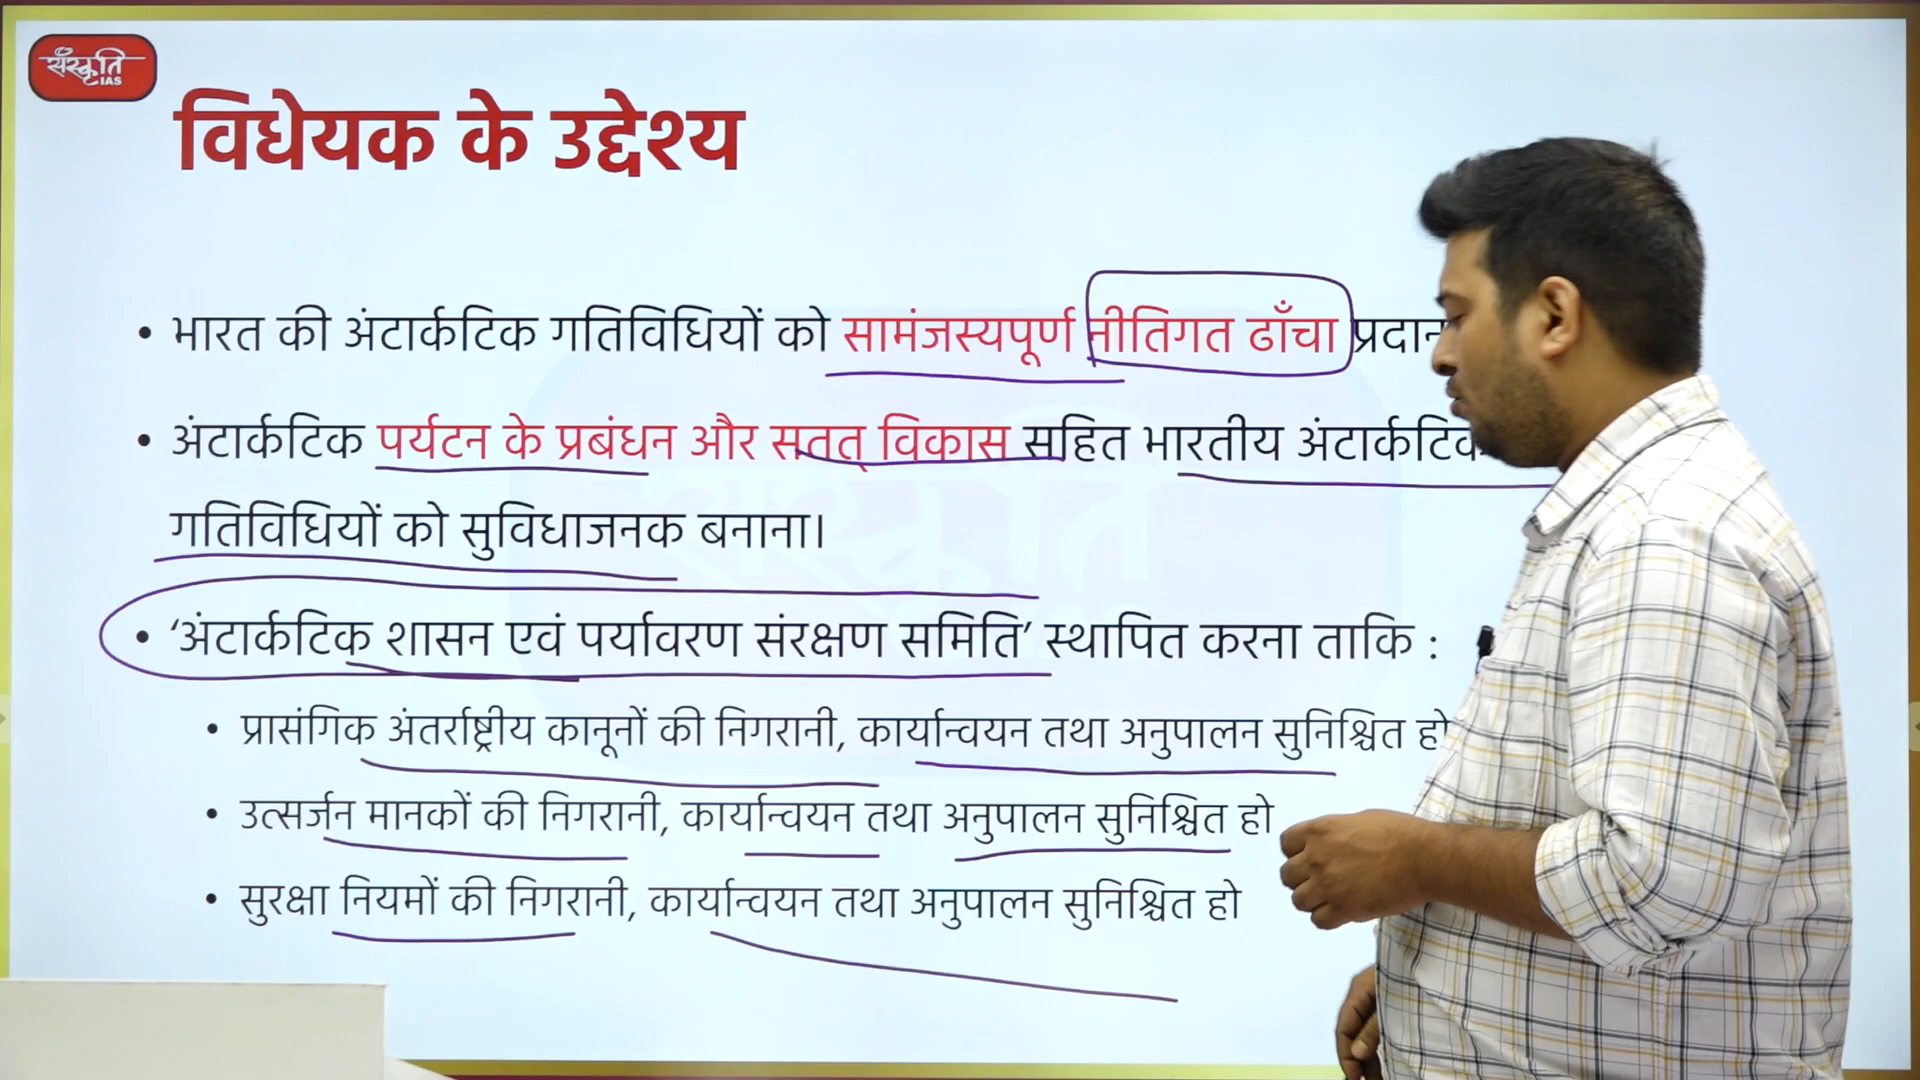 संस्कृति
IAS
विधेयक के उद्देश्य
• भारत की अंटार्कटिक गतिविधियों को सामंजस्यपूर्ण नीतिगत ढाँचा प्रदान
• अंटार्कटिक पर्यटन के प्रबंधन और सतत् विकास सहित भारतीय अंटार्कटिक
गतिविधियों को सुविधाजनक बनाना।
• ‘अंटार्कटिक शासन एवं पर्यावरण संरक्षण समिति’ स्थापित करना ताकि :
• प्रासंगिक अंतर्राष्ट्रीय कानूनों की निगरानी, कार्यान्वयन तथा अनुपालन सुनिश्चित हो
• उत्सर्जन मानकों की निगरानी, कार्यान्वयन तथा अनुपालन सुनिश्चित हो
• सुरक्षा नियमों की निगरानी, कार्यान्वयन तथा अनुपालन सुनिश्चित हो